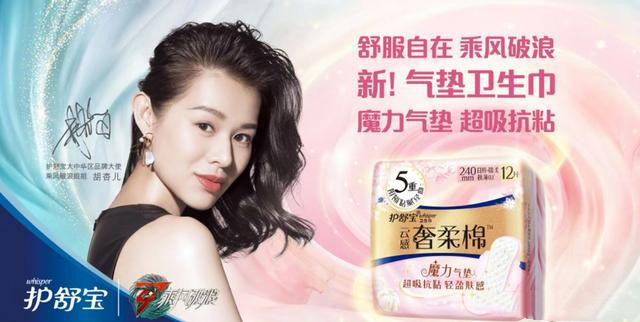 舒服自在 乘风破浪
新! 气垫卫生巾
魔力气垫 超吸抗粘
护舒宝大中华区品牌大使
乘风破浪姐姐 胡杏儿
whisper
护舒宝
乘风破浪
5重
240mm 12片
护舒宝 whisper
云感 奢柔棉™
魔力气垫
超吸抗粘 轻盈肤感